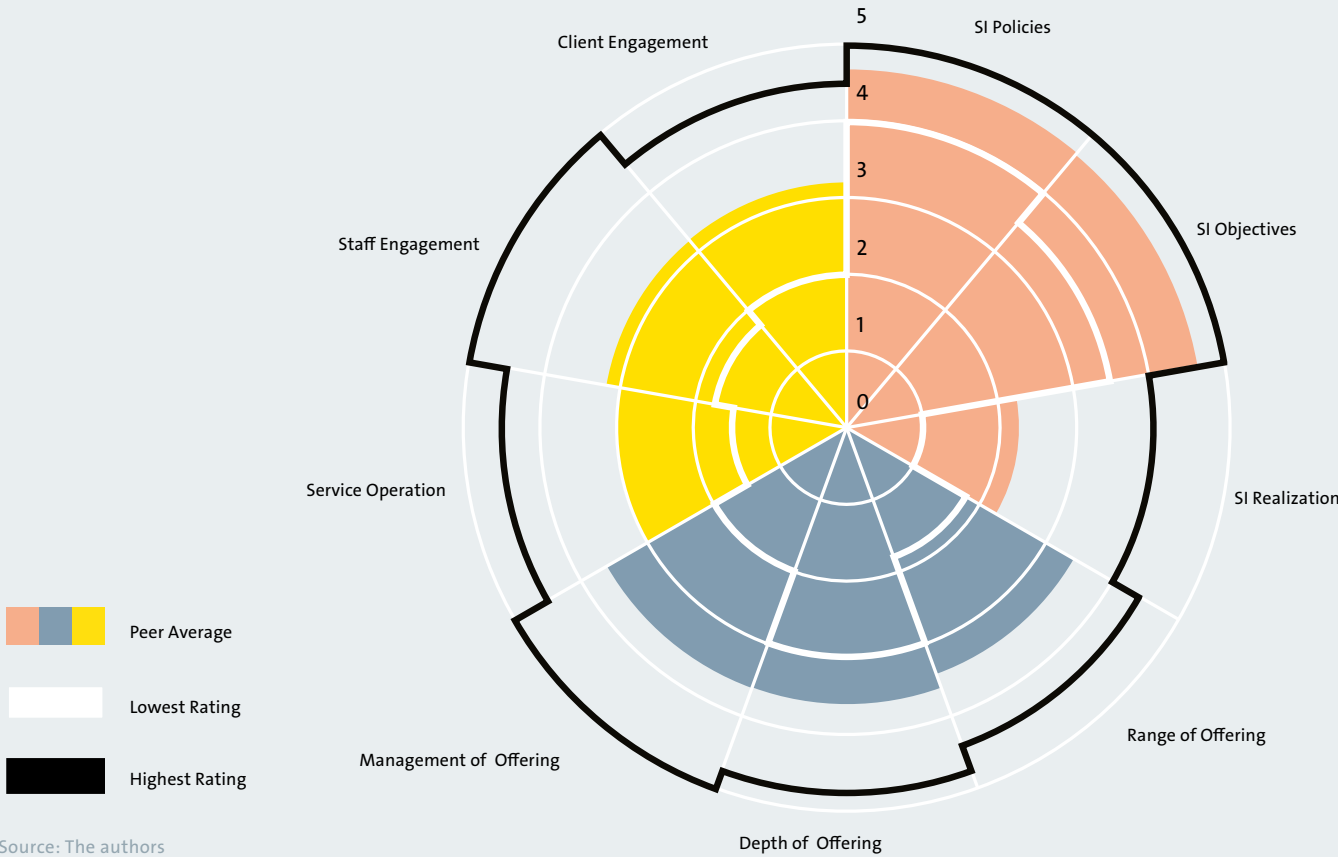 5
SI Policies
Client Engagement
4
3
SI Objectives
Staff Engagement
2
1
0
Service Operation
SI Realization
Peer Average
Lowest Rating
Range of Offering
Management of Offering
Highest Rating
Depth of Offering
Source: The authors